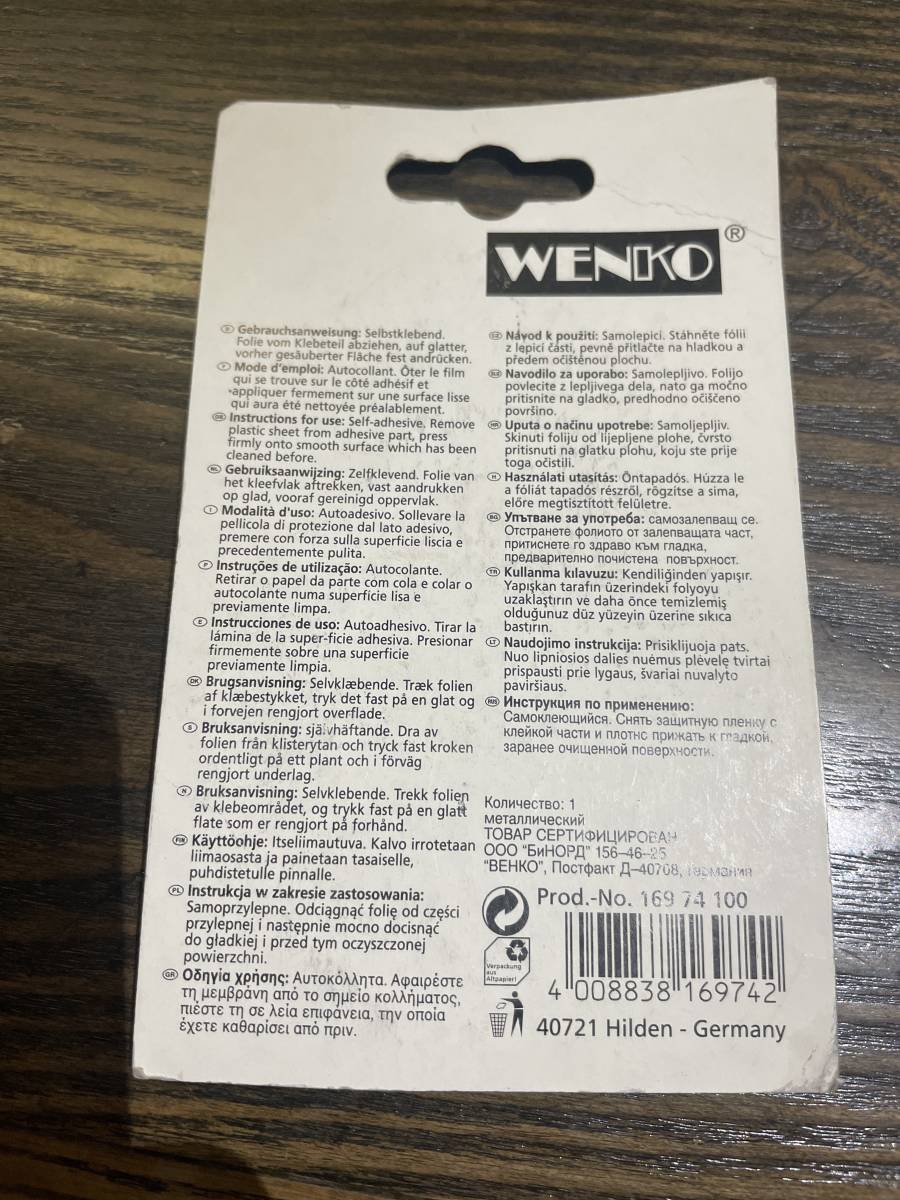 WENKO®
D Gebrauchsanweisung: Selbstklebend.
Folie vom Klebeteil abziehen, auf glatter,
vorher gesäuberter Fläche fest andrücken.
F Mode d'emploi: Autocollant. Ôter le film
qui se trouve sur le côté adhésif et
appliquer fermement sur une surface lisse
qui aura été nettoyée préalablement.
GB Instructions for use: Self-adhesive. Remove
plastic sheet from adhesive part, press
firmly onto smooth surface which has been
cleaned before.
NL Gebruiksaanwijzing: Zelfklevend. Folie van
het kleefvlak aftrekken, vast aandrukken
op glad, vooraf gereinigd oppervlak.
I Modalità d'uso: Autoadesivo. Sollevare la
pellicola di protezione dal lato adesivo,
premere con forza sulla superficie liscia e
precedentemente pulita.
P Instruções de utilização: Autocolante.
Retirar o papel da parte com cola e colar o
autocolante numa superfície lisa e
previamente limpa.
E Instrucciones de uso: Autoadhesivo. Tirar la
lámina de la super-ficie adhesiva. Presionar
firmemente sobre una superficie
previamente limpia.
DK Brugsanvisning: Selvklæbende. Træk folien
af klæbestykket, tryk det fast på en glat og
i forvejen rengjort overflade.
S Bruksanvisning: självhäftande. Dra av
folien från klisterytan och tryck fast kroken
ordentligt på ett plant och i förväg
rengjort underlag.
N Bruksanvisning: Selvklebende. Trekk folien
av klebeområdet, og trykk fast på en glatt
flate som er rengjort på forhånd.
FIN Käyttöohje: Itseliimautuva. Kalvo irrotetaan
liimaosasta ja painetaan tasaiselle,
puhdistetulle pinnalle.
PL Instrukcja w zakresie zastosowania:
Samoprzylepne. Odciągnąć folię od części
przylepnej i następnie mocno docisnąć
do gładkiej i przed tym oczyszczonej
powierzchni.
GR Οδηγία χρήσης: Αυτοκόλλητα. Αφαιρέστε
τη μεμβράνη από το σημείο κολλήματος,
πιέστε τη σε λεία επιφάνεια, την οποία
έχετε καθαρίσει από πριν.
CZ Návod k použití: Samolepici. Stáhněte fólii
z lepicí části, pevně přitlačte na hladkou a
předem očištěnou plochu.
SLO Navodilo za uporabo: Samolepljivo. Folijo
povlecite z lepljivega dela, nato ga močno
pritisnite na gladko, predhodno očiščeno
površino.
HR Uputa o načinu upotrebe: Samoljepljiv.
Skinuti foliju od lijepljene plohe, čvrsto
pritisnuti na glatku plohu, koju ste prije
toga očistili.
H Használati utasítás: Öntapadós. Húzza le
a fóliát tapadós részről, rögzítse a sima,
előre megtisztított felületre.
BG Упътване за употреба: самозалепващ се.
Отстранете фолиото от залепващата част,
притиснете го здраво към гладка,
предварително почистена повърхност.
TR Kullanma kılavuzu: Kendiliğinden yapışır.
Yapışkan tarafın üzerindeki folyoyu
uzaklaştırın ve daha önce temizlemiş
olduğunuz düz yüzeyin üzerine sıkıca
bastırın.
LT Naudojimo instrukcija: Prisiklijuoja pats.
Nuo lipniosios dalies nuėmus plėvelę tvirtai
prispausti prie lygaus, švariai nuvalyto
paviršiaus.
RUS Инструкция по применению:
Самоклеющийся. Снять защитную пленку с
клейкой части и плотно прижать к гладкой,
заранее очищенной поверхности.
Количество: 1
металлический
ТОВАР СЕРТИФИЦИРОВАН
ООО "БиНОРД" 156-46-25
"ВЕНКО", Постфакт Д-40708, Германия
Prod.-No. 169 74 100
Verpackung
aus
Altpapier!
4 008838 169742
40721 Hilden - Germany